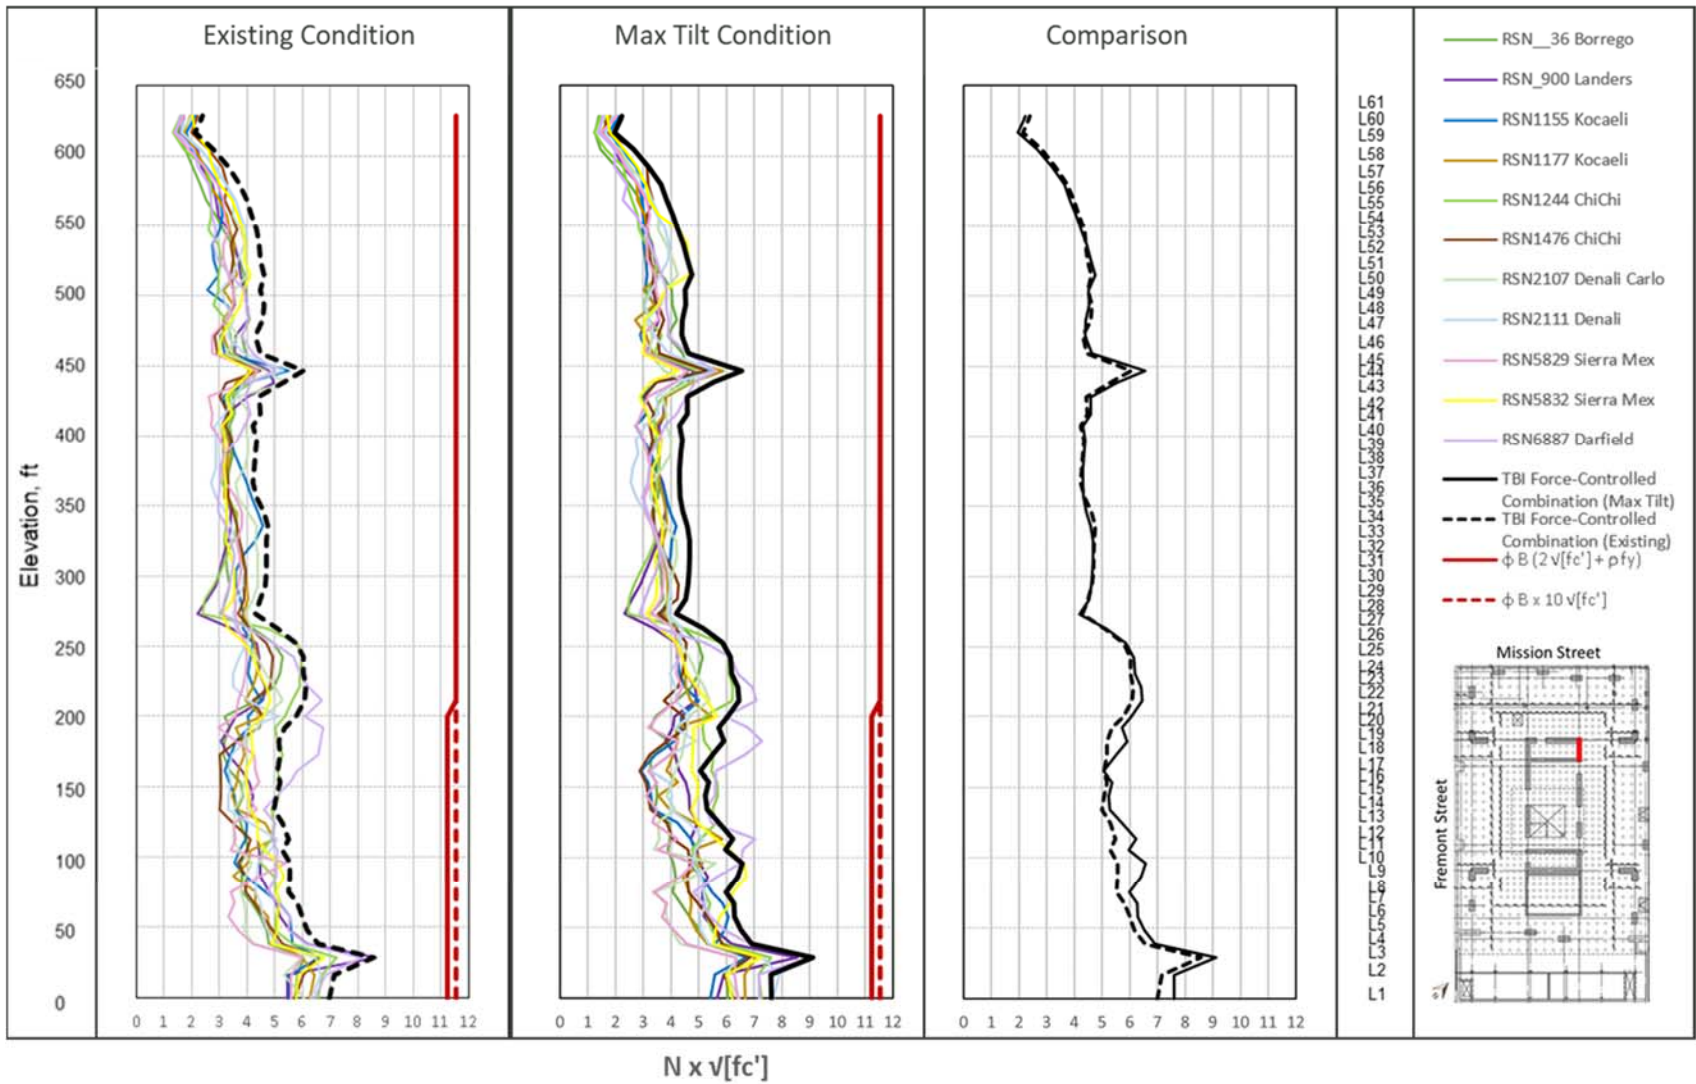 Existing Condition
Max Tilt Condition
Comparison
Elevation, ft
650
600
550
500
450
400
350
300
250
200
150
100
50
0
0 1 2 3 4 5 6 7 8 9 10 11 12
0 1 2 3 4 5 6 7 8 9 10 11 12
0 1 2 3 4 5 6 7 8 9 10 11 12
N x √[fc']
L61
L60
L59
L58
L57
L56
L55
L54
L53
L52
L51
L50
L49
L48
L47
L46
L45
L44
L43
L42
L41
L40
L39
L38
L37
L36
L35
L34
L33
L32
L31
L30
L29
L28
L27
L26
L25
L24
L23
L22
L21
L20
L19
L18
L17
L16
L15
L14
L13
L12
L11
L10
L9
L8
L7
L6
L5
L4
L3
L2
L1
RSN__36 Borrego
RSN_900 Landers
RSN1155 Kocaeli
RSN1177 Kocaeli
RSN1244 ChiChi
RSN1476 ChiChi
RSN2107 Denali Carlo
RSN2111 Denali
RSN5829 Sierra Mex
RSN5832 Sierra Mex
RSN6887 Darfield
TBI Force-Controlled
Combination (Max Tilt)
TBI Force-Controlled
Combination (Existing)
ϕ B (2 √[fc'] + ρfy)
ϕ B x 10 √[fc']
Mission Street
Fremont Street